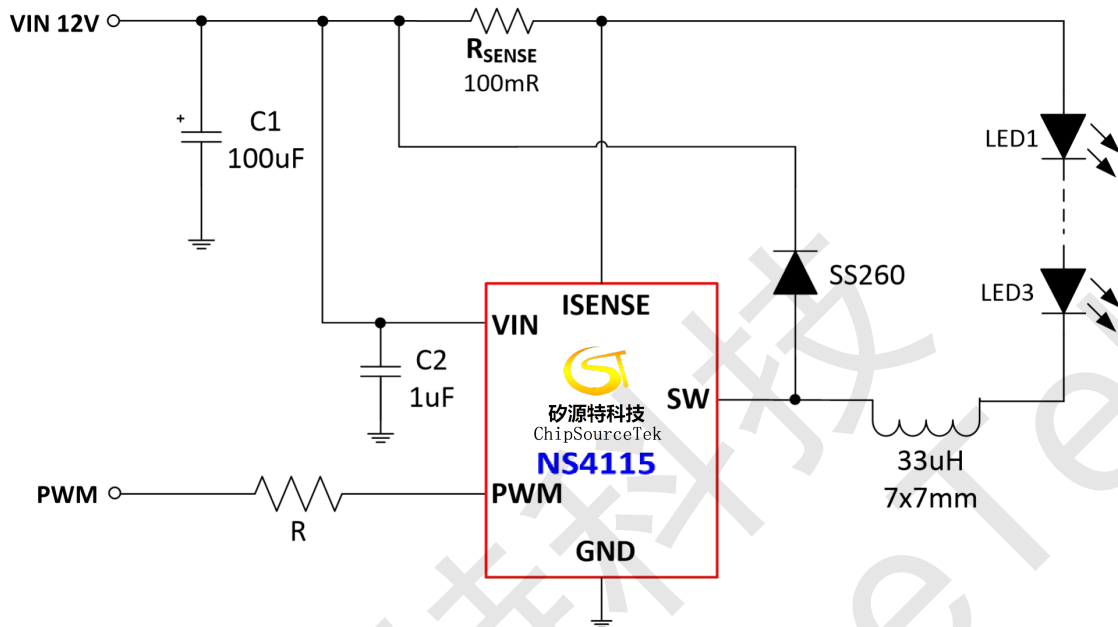 VIN 12V
RSENSE
100mR
+
C1
100uF
LED1
ISENSE
VIN
SS260
LED3
C2
1uF
矽源特科技
ChipSourceTek
SW
NS4115
33uH
7x7mm
PWM
R
PWM
GND